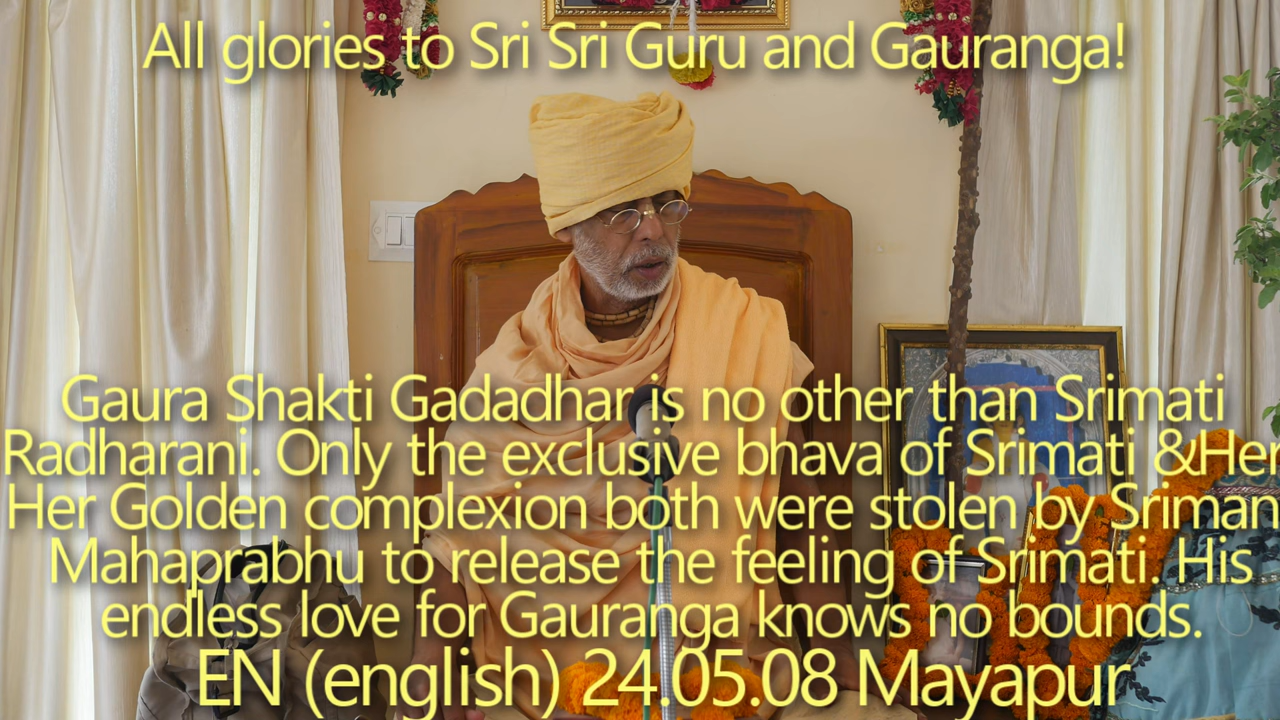 All glories to Sri Sri Guru and Gauranga!
Gaura Shakti Gadadhar is no other than Srimati
Radharani. Only the exclusive bhava of Srimati &Her
Her Golden complexion both were stolen by Sriman
Mahaprabhu to release the feeling of Srimati. His
endless love for Gauranga knows no bounds.
EN (english) 24.05.08 Mayapur